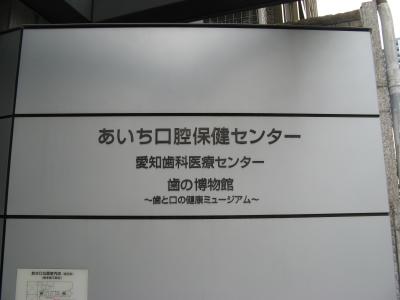 あいち口腔保健センター
愛知歯科医療センター
歯の博物館
～歯と口の健康ミュージアム～